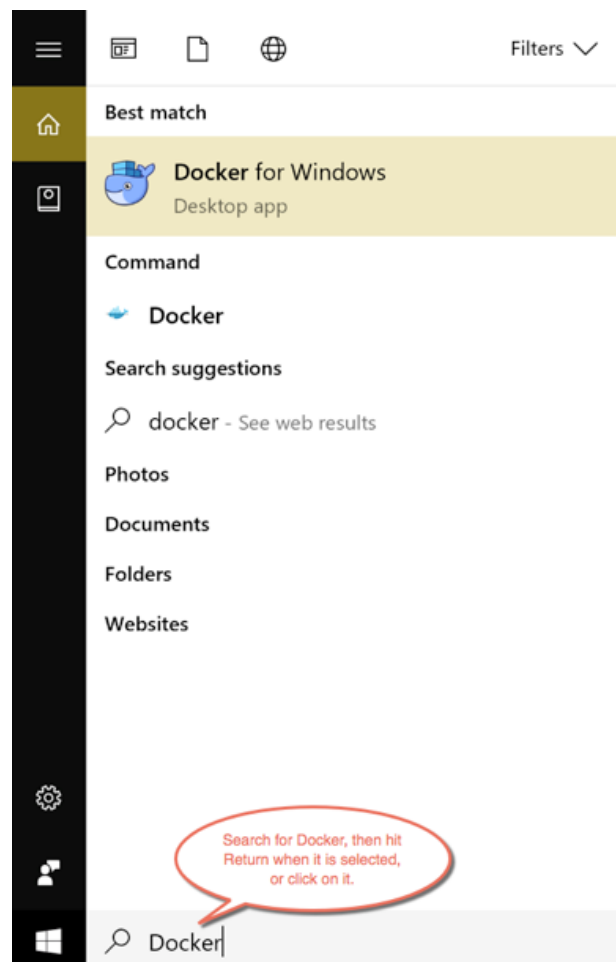 Filters
Best match
Docker for Windows
Desktop app
Command
Docker
Search suggestions
docker - See web results
Photos
Documents
Folders
Websites
Search for Docker, then hit
Return when it is selected,
or click on it.
Docker